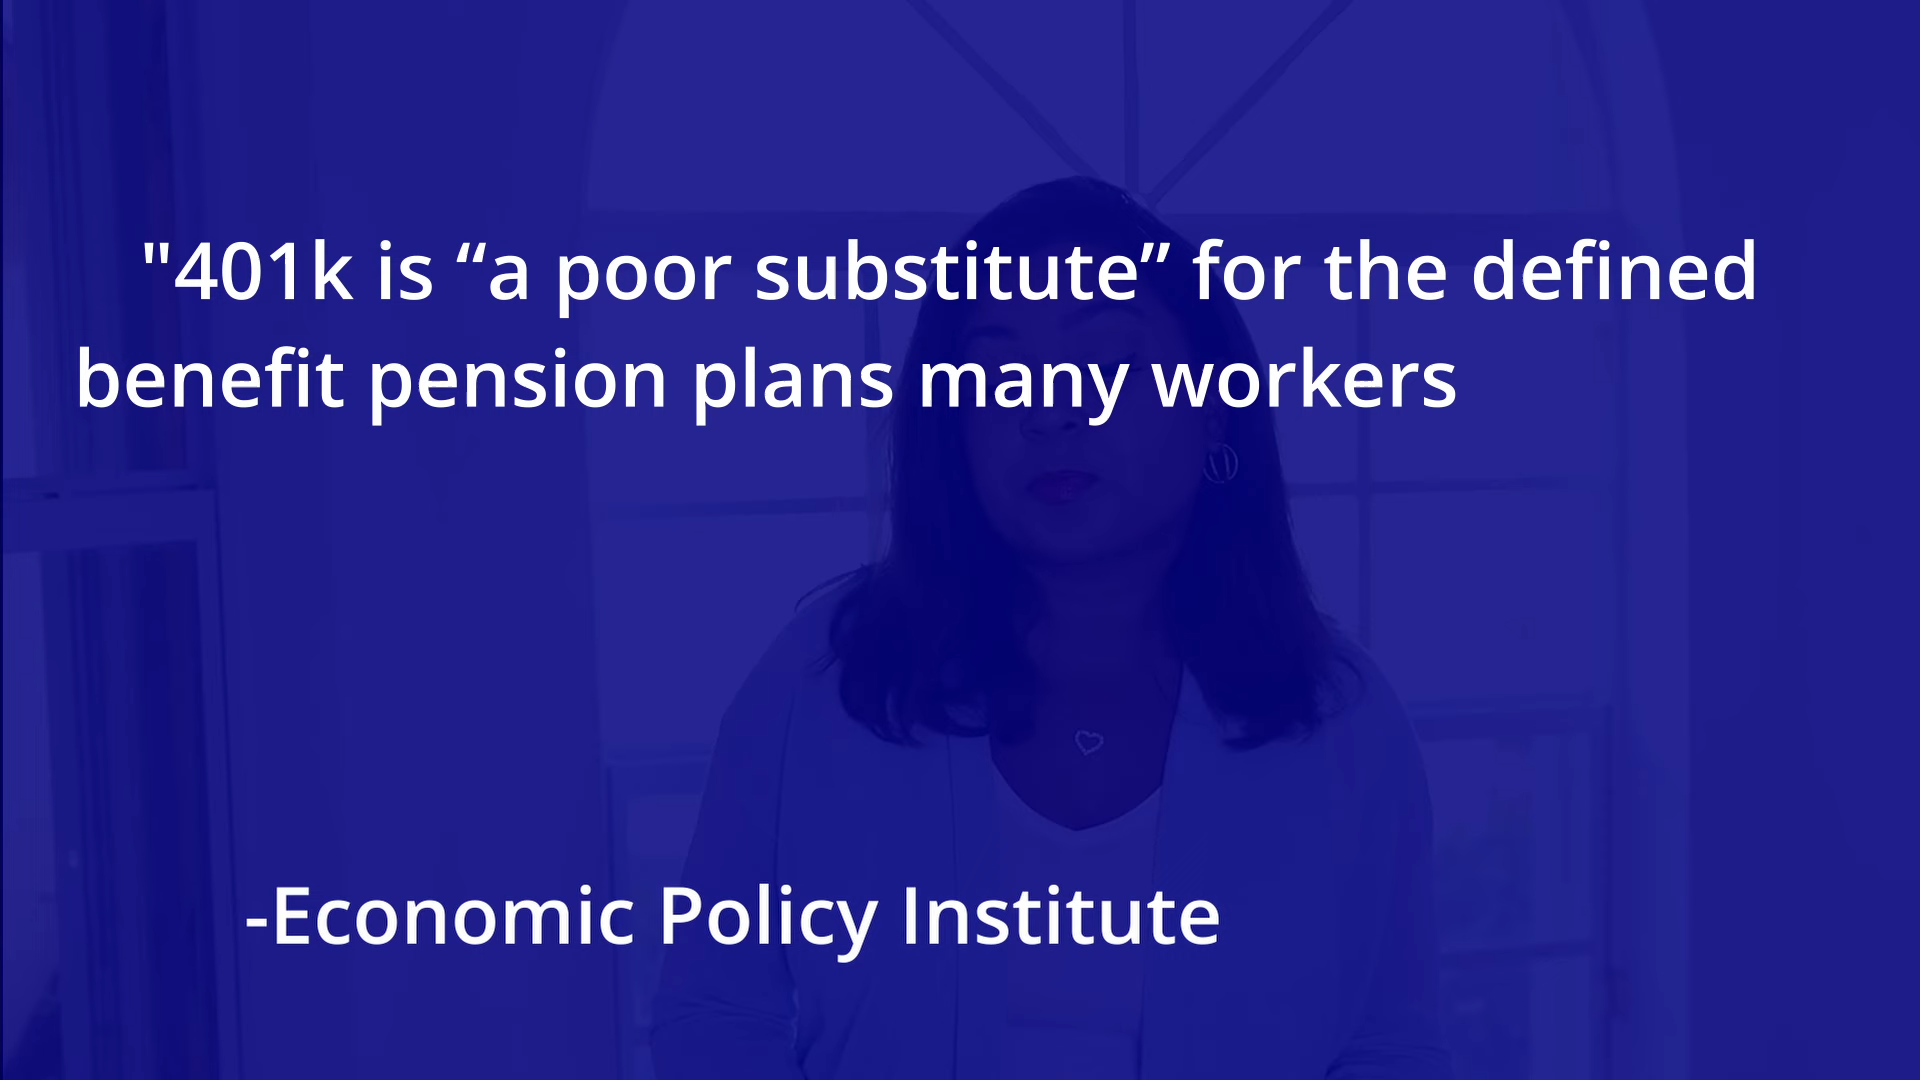 "401k is “a poor substitute” for the defined
benefit pension plans many workers
-Economic Policy Institute